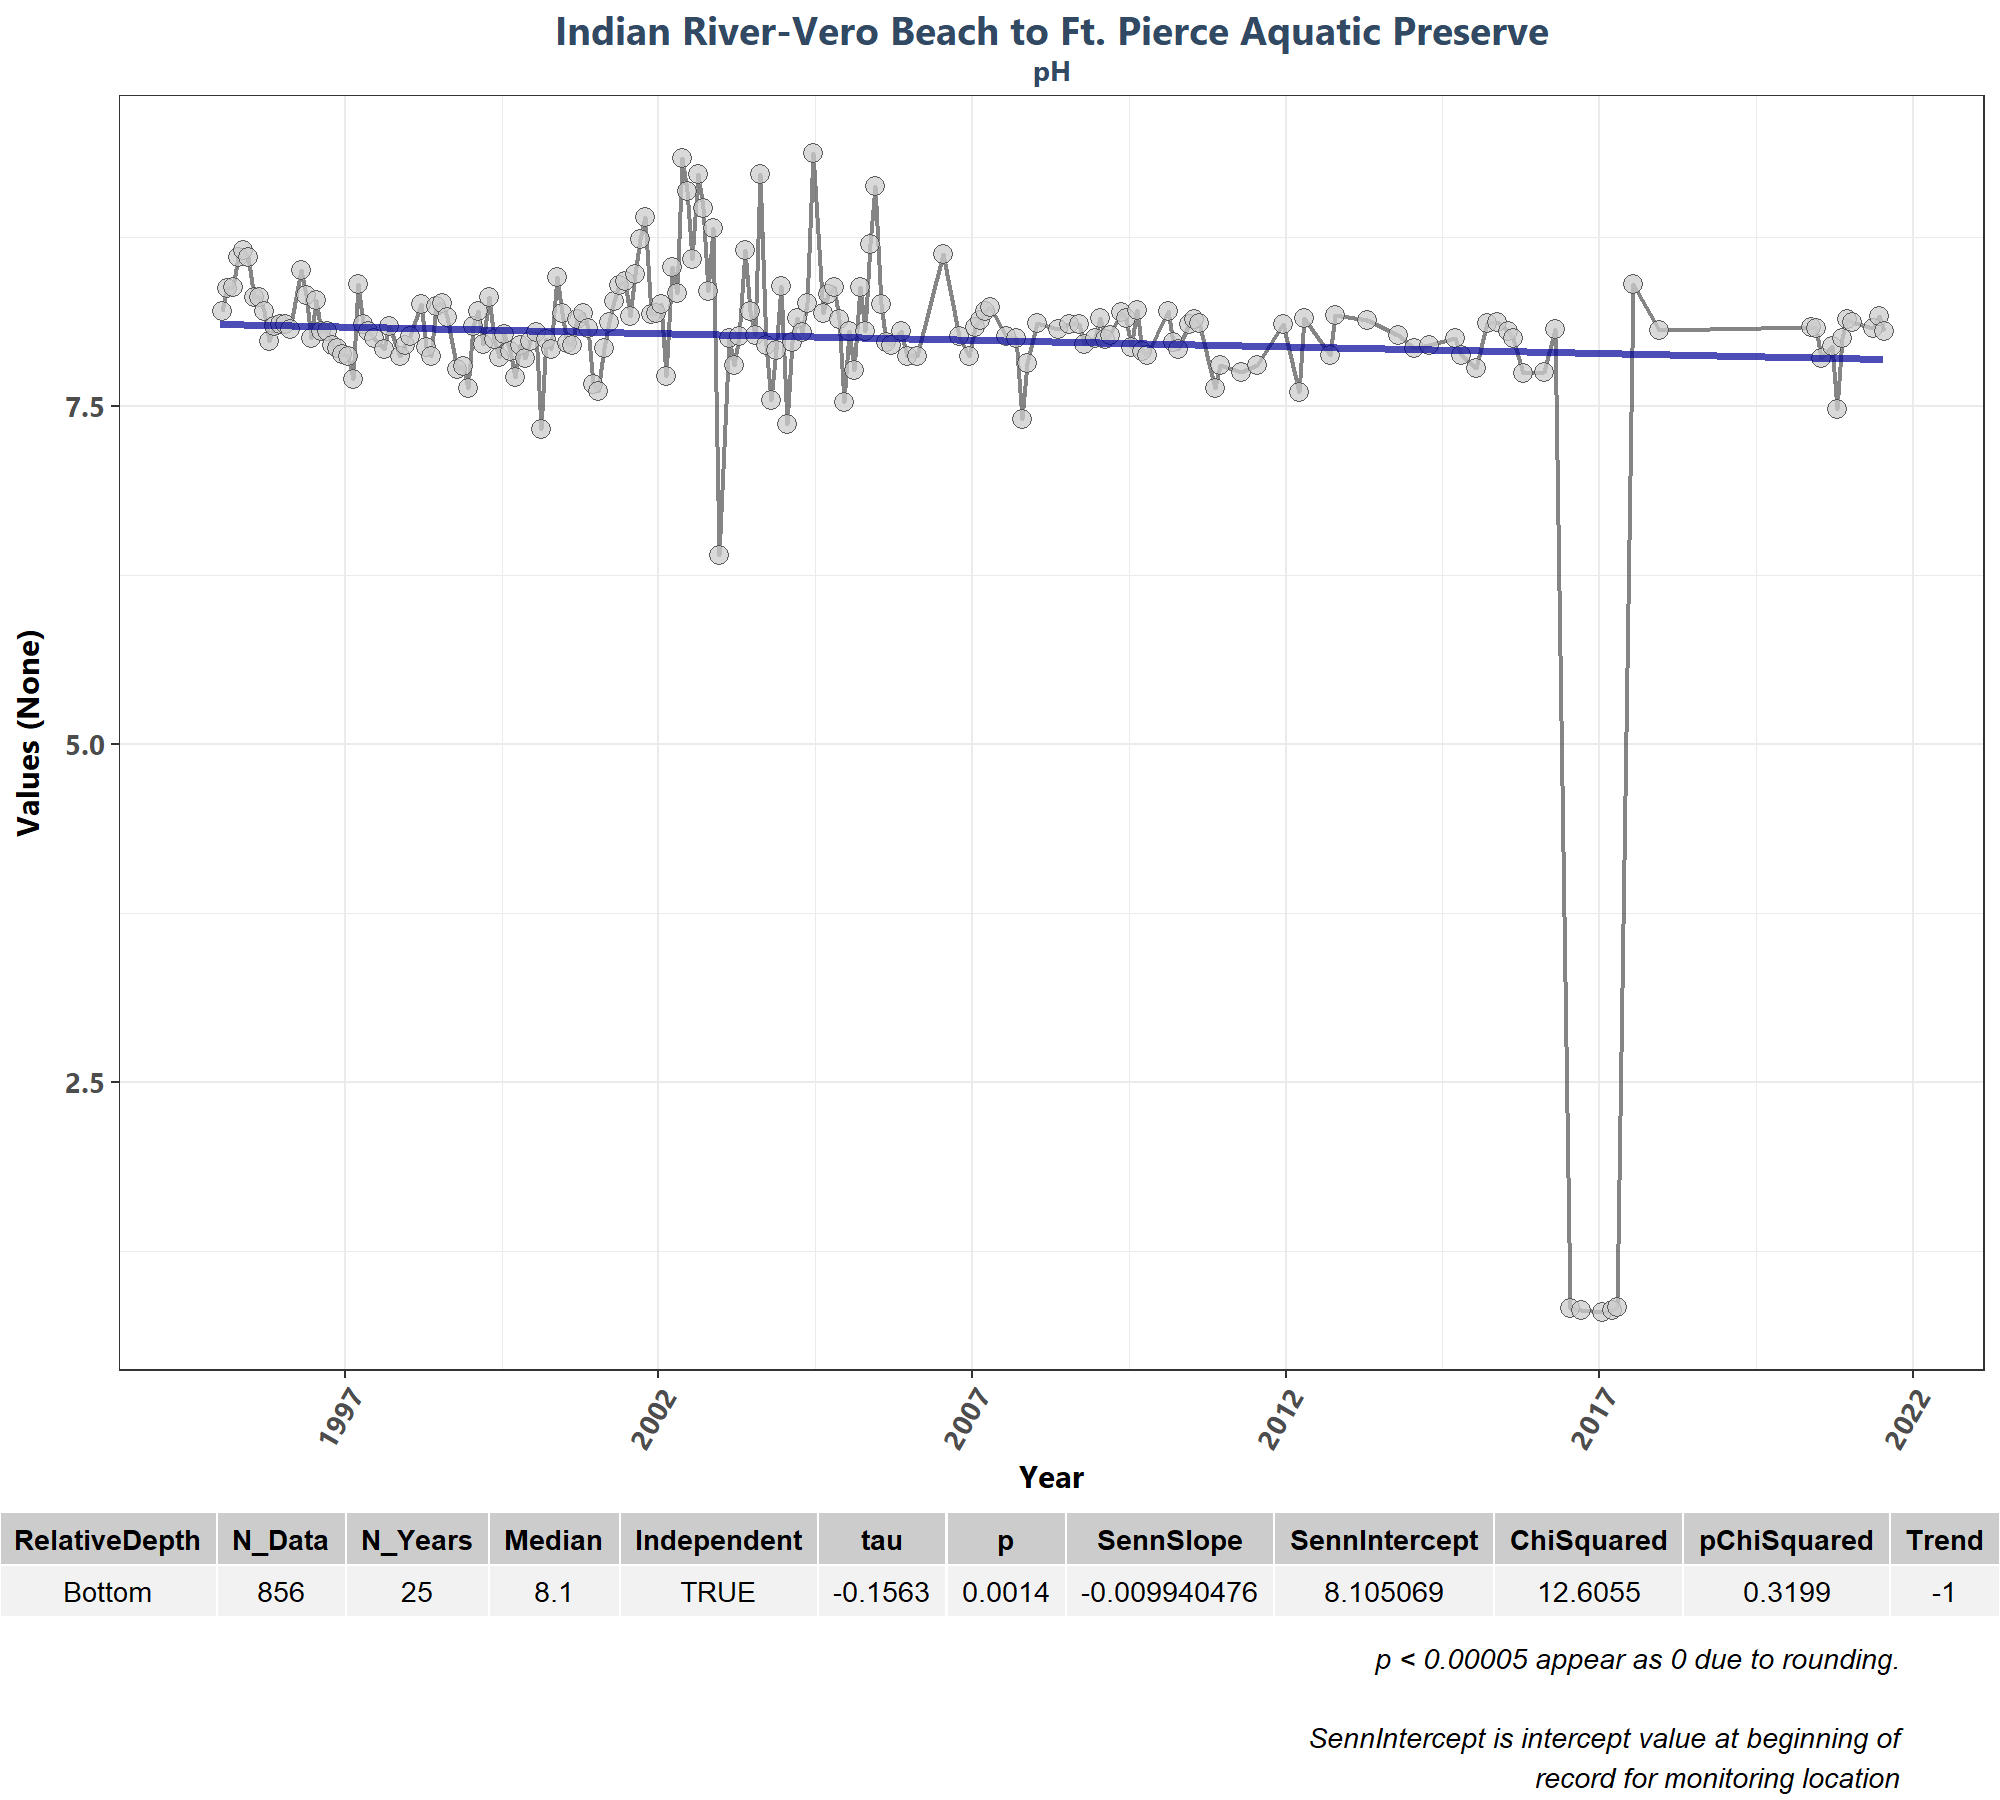 Indian River-Vero Beach to Ft. Pierce Aquatic Preserve
pH
Values (None)
7.5
5.0
2.5
1997
2002
2007
2012
2017
2022
Year
RelativeDepth N_Data N_Years Median Independent tau p SennSlope SennIntercept ChiSquared pChiSquared Trend
Bottom 856 25 8.1 TRUE -0.1563 0.0014 -0.009940476 8.105069 12.6055 0.3199 -1
p < 0.00005 appear as 0 due to rounding.
SennIntercept is intercept value at beginning of
record for monitoring location